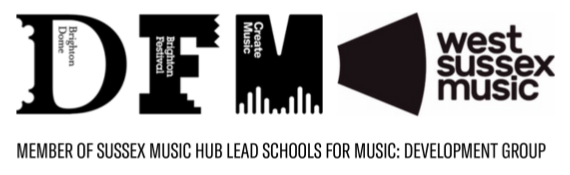 D
Brighton
Dome
F
Brighton
Festival
M
Create
Music
west
sussex
music
MEMBER OF SUSSEX MUSIC HUB LEAD SCHOOLS FOR MUSIC: DEVELOPMENT GROUP